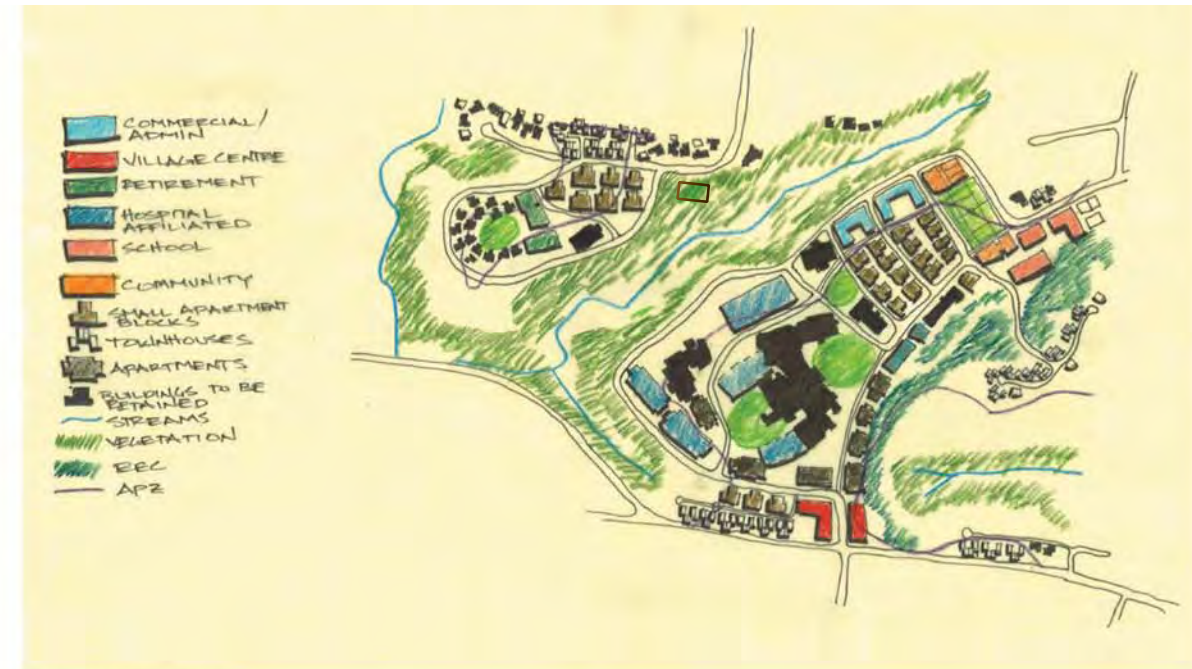 COMMERCIAL/
ADMIN
VILLAGE CENTRE
RETIREMENT
HOSPITAL
AFFILIATED
SCHOOL
COMMUNITY
SMALL APARTMENT
BLOCKS
TOWNHOUSES
APARTMENTS
BUILDINGS TO BE
RETAINED
STREAMS
VEGETATION
EEC
APZ